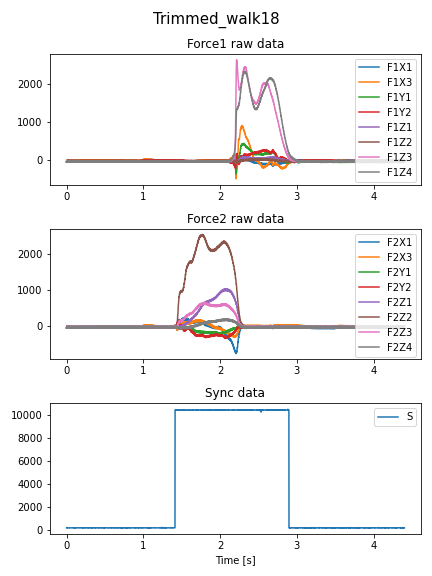 Trimmed_walk18
Force1 raw data
2000
1000
0
F1X1
F1X3
F1Y1
F1Y2
F1Z1
F1Z2
F1Z3
F1Z4
0 1 2 3 4
Force2 raw data
2000
1000
0
F2X1
F2X3
F2Y1
F2Y2
F2Z1
F2Z2
F2Z3
F2Z4
0 1 2 3 4
Sync data
10000
8000
6000
4000
2000
0
S
0 1 2 3 4
Time [s]